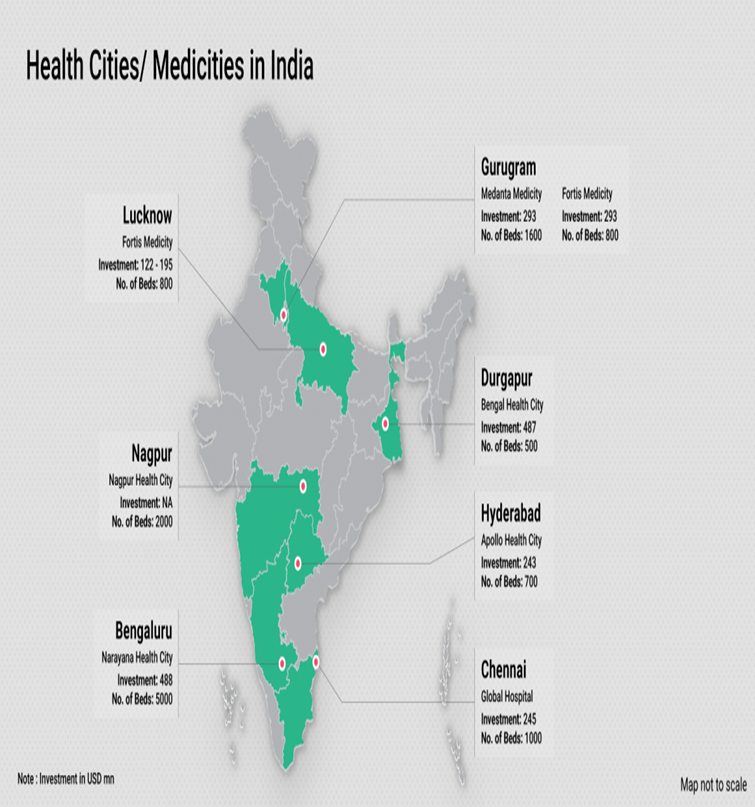 Health Cities/ Medicities in India
Gurugram
Medanta Medicity Fortis Medicity
Investment: 293 Investment: 293
No. of Beds: 1600 No. of Beds: 800
Lucknow
Fortis Medicity
Investment: 122 - 195
No. of Beds: 800
Durgapur
Bengal Health City
Investment: 487
No. of Beds: 500
Nagpur
Nagpur Health City
Investment: NA
No. of Beds: 2000
Hyderabad
Apollo Health City
Investment: 243
No. of Beds: 700
Bengaluru
Narayana Health City
Investment: 488
No. of Beds: 5000
Chennai
Global Hospital
Investment: 245
No. of Beds: 1000
Note : Investment in USD mn
Map not to scale